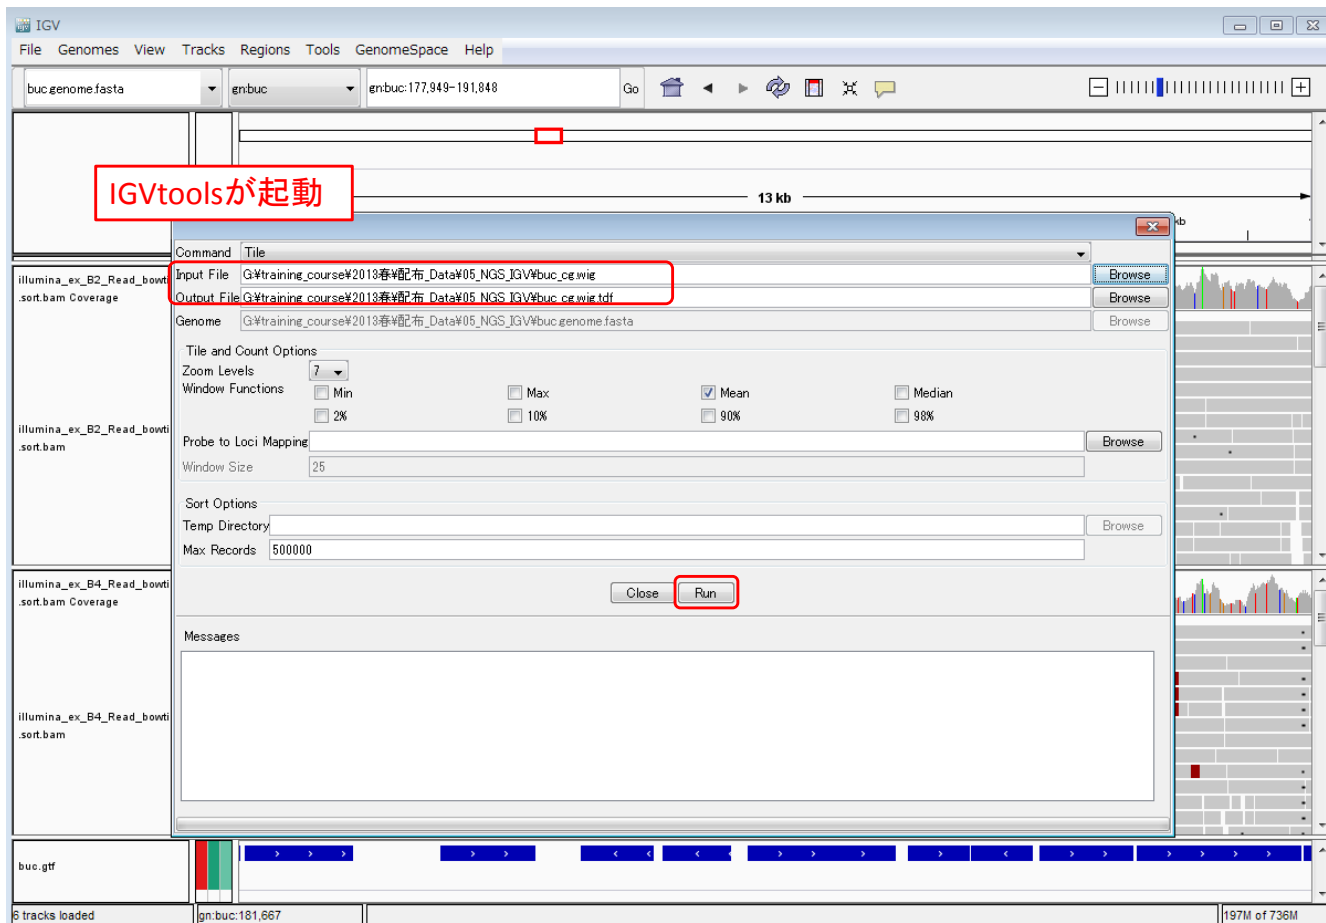 IGV
File Genomes View Tracks Regions Tools GenomeSpace Help
buc.genome.fasta gn:buc gn:buc:177,949-191,848 Go
IGVtoolsが起動
13 kb
kb
Command Tile
Input File G:¥training_course¥2013春¥配布_Data¥05_NGS_IGV¥buc_cg.wig Browse
Output File G:¥training_course¥2013春¥配布_Data¥05_NGS_IGV¥buc_cg.wig.tdf Browse
Genome G:¥training_course¥2013春¥配布_Data¥05_NGS_IGV¥buc.genome.fasta Browse
Tile and Count Options
Zoom Levels 7
Window Functions Min Max Mean Median
2% 10% 90% 98%
Probe to Loci Mapping Browse
Window Size 25
Sort Options
Temp Directory Browse
Max Records 500000
Close Run
Messages
illumina_ex_B2_Read_bowti
.sort.bam Coverage
illumina_ex_B2_Read_bowti
.sort.bam
illumina_ex_B4_Read_bowti
.sort.bam Coverage
illumina_ex_B4_Read_bowti
.sort.bam
buc.gtf
6 tracks loaded gn:buc:181,667 197M of 736M